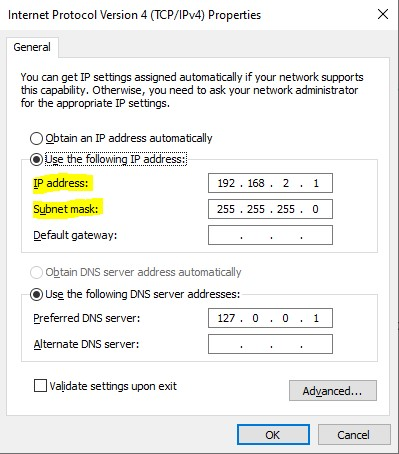 Internet Protocol Version 4 (TCP/IPv4) Properties
General
You can get IP settings assigned automatically if your network supports
this capability. Otherwise, you need to ask your network administrator
for the appropriate IP settings.
Obtain an IP address automatically
Use the following IP address:
IP address: 192 . 168 . 2 . 1
Subnet mask: 255 . 255 . 255 . 0
Default gateway: . . .
Obtain DNS server address automatically
Use the following DNS server addresses:
Preferred DNS server: 127 . 0 . 0 . 1
Alternate DNS server: . . .
Validate settings upon exit
Advanced...
OK Cancel